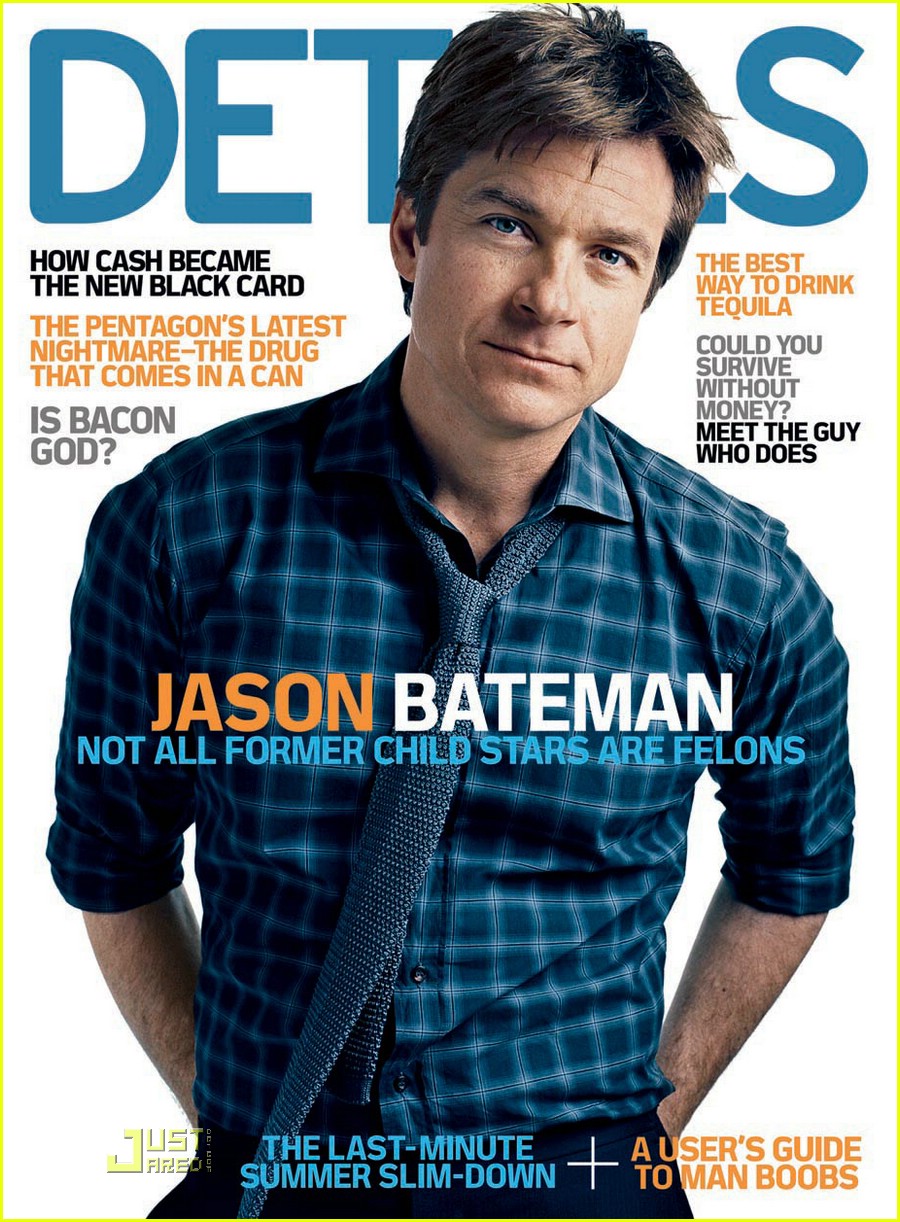 DETAILS
HOW CASH BECAME
THE NEW BLACK CARD
THE PENTAGON'S LATEST
NIGHTMARE–THE DRUG
THAT COMES IN A CAN
IS BACON
GOD?
THE BEST
WAY TO DRINK
TEQUILA
COULD YOU
SURVIVE
WITHOUT
MONEY?
MEET THE GUY
WHO DOES
JASON BATEMAN
NOT ALL FORMER CHILD STARS ARE FELONS
THE LAST-MINUTE
SUMMER SLIM-DOWN
+
A USER'S GUIDE
TO MAN BOOBS
JUST
JARED